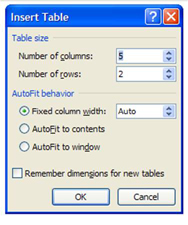 Insert Table
Table size
Number of columns: 5
Number of rows: 2
AutoFit behavior
Fixed column width: Auto
AutoFit to contents
AutoFit to window
Remember dimensions for new tables
OK Cancel